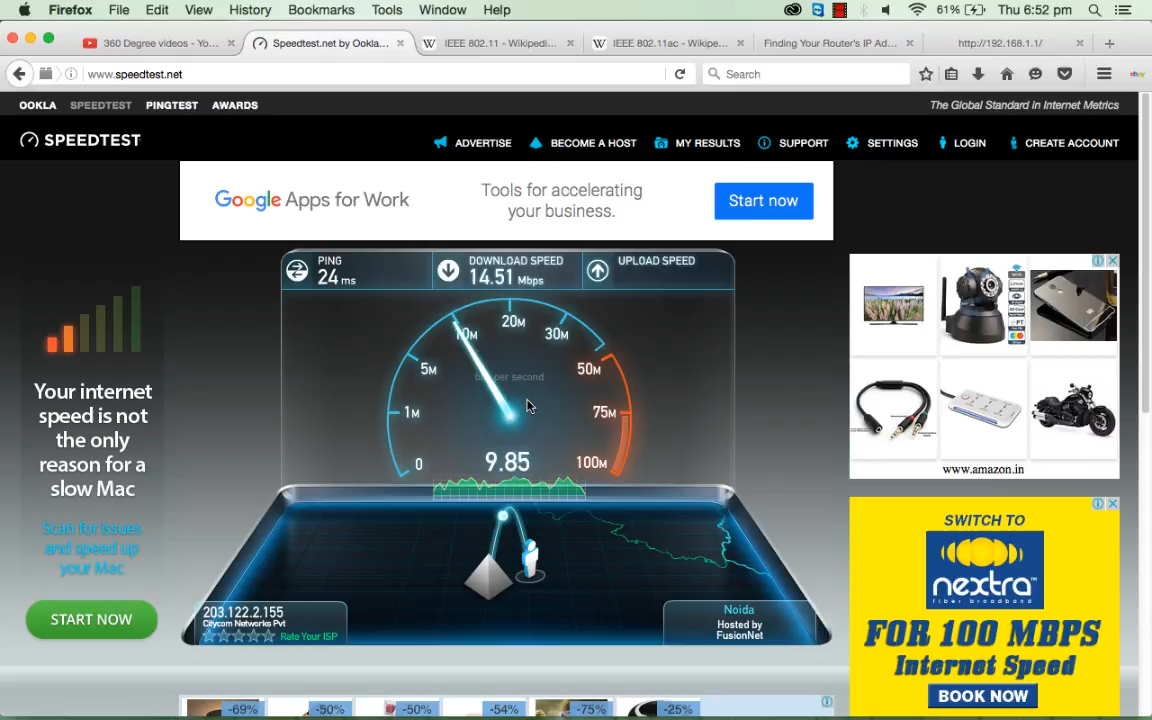 Firefox File Edit View History Bookmarks Tools Window Help
61% Thu 6:52 pm
360 Degree videos - Yo...
Speedtest.net by Ookla...
IEEE 802.11 - Wikipedi...
IEEE 802.11ac - Wikipe...
Finding Your Router's IP Ad...
http://192.168.1.1/
www.speedtest.net
Search
ebay
OOKLA SPEEDTEST PINGTEST AWARDS
The Global Standard in Internet Metrics
SPEEDTEST
ADVERTISE BECOME A HOST MY RESULTS SUPPORT SETTINGS LOGIN CREATE ACCOUNT
Google Apps for Work
Tools for accelerating
your business.
Start now
PING
24 ms
DOWNLOAD SPEED
14.51 Mbps
UPLOAD SPEED
20M
10M 30M
5M 50M
per second
1M 75M
0 100M
9.85
Your internet
speed is not
the only
reason for a
slow Mac
Scan for issues
and speed up
your Mac
START NOW
203.122.2.155
Citycom Networks Pvt
Rate Your ISP
Noida
Hosted by
FusionNet
www.amazon.in
SWITCH TO
nextra™
fiber broadband
FOR 100 MBPS
Internet Speed
BOOK NOW
-69% -50% -50% -54% -75% -25%